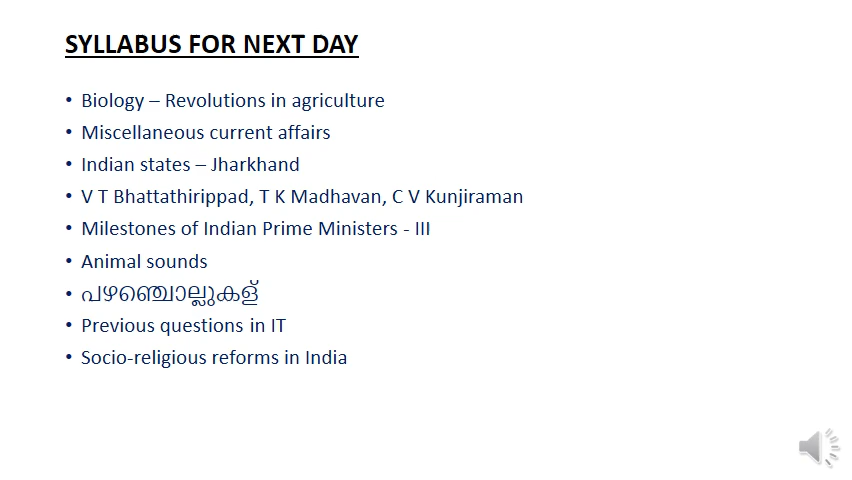 SYLLABUS FOR NEXT DAY
• Biology – Revolutions in agriculture
• Miscellaneous current affairs
• Indian states – Jharkhand
• V T Bhattathirippad, T K Madhavan, C V Kunjiraman
• Milestones of Indian Prime Ministers - III
• Animal sounds
• പഴഞ്ചൊല്ലുകള്
• Previous questions in IT
• Socio-religious reforms in India